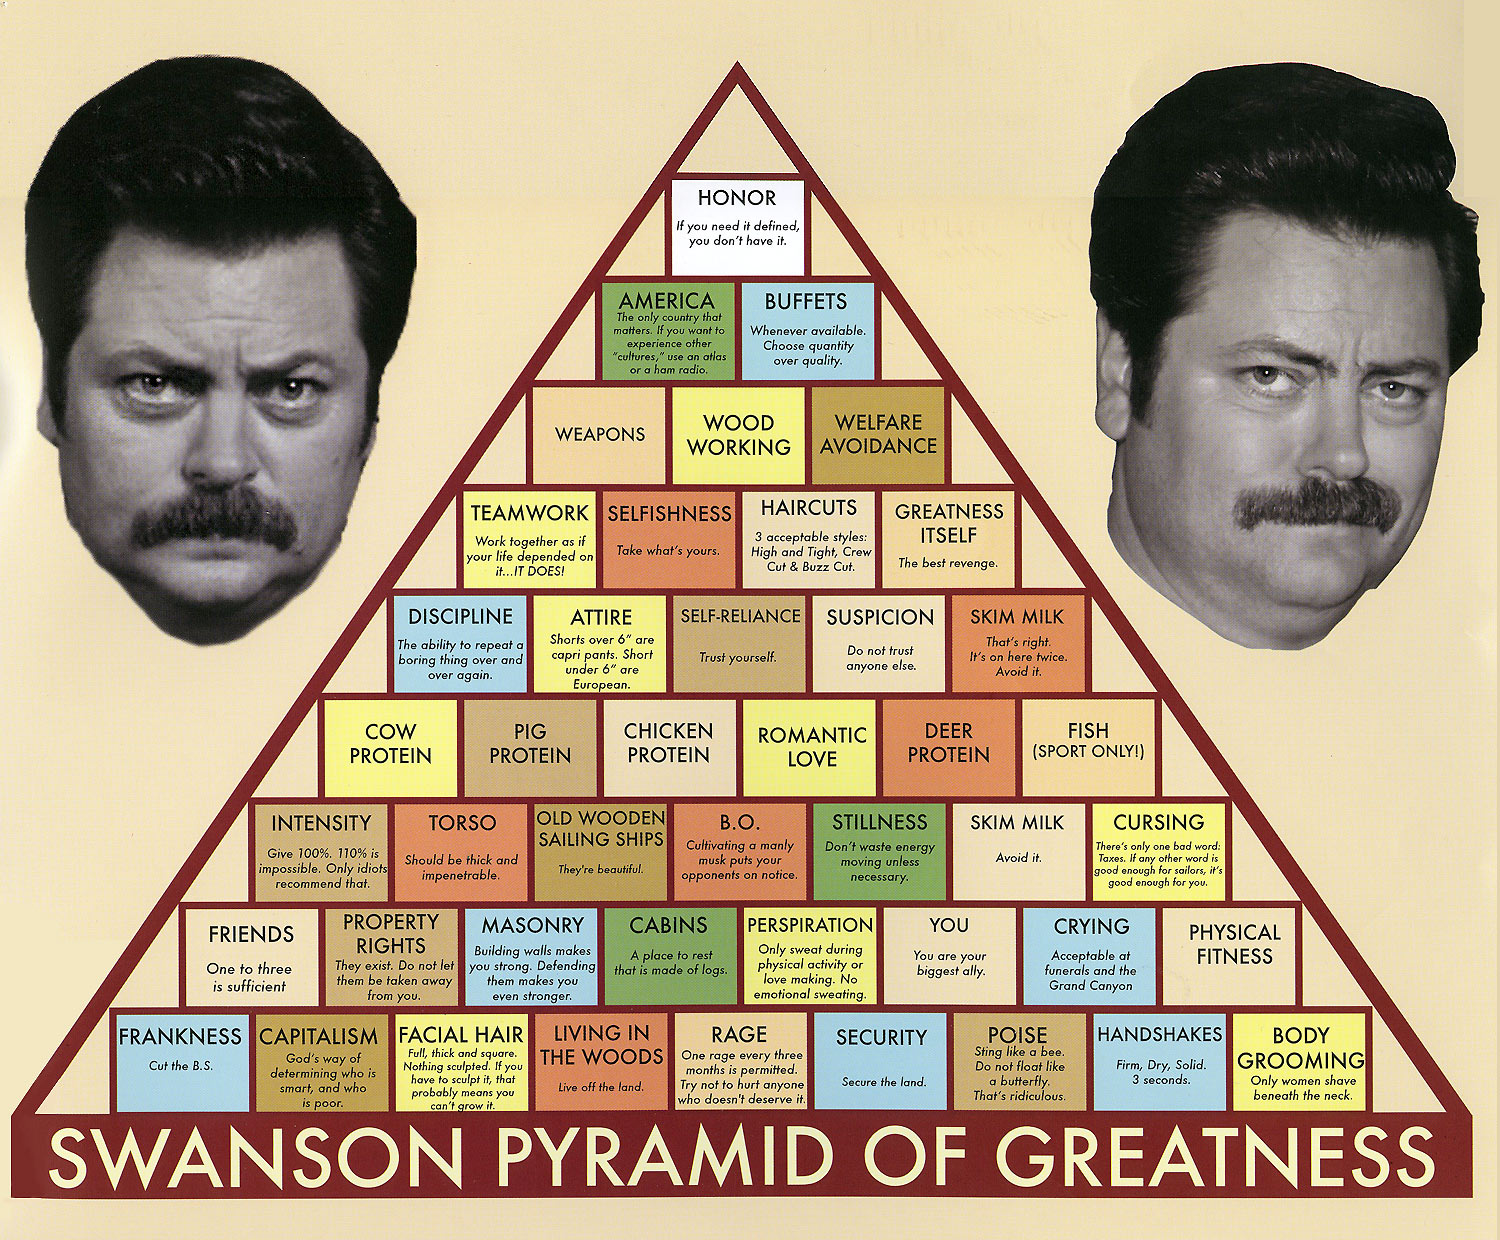 HONOR
If you need it defined,
you don't have it.
AMERICA
The only country that
matters. If you want to
experience other
"cultures," use an atlas
or a ham radio.
BUFFETS
Whenever available.
Choose quantity
over quality.
WEAPONS
WOOD
WORKING
WELFARE
AVOIDANCE
TEAMWORK
Work together as if
your life depended on
it...IT DOES!
SELFISHNESS
Take what's yours.
HAIRCUTS
3 acceptable styles:
High and Tight, Crew
Cut & Buzz Cut.
GREATNESS
ITSELF
The best revenge.
DISCIPLINE
The ability to repeat a
boring thing over and
over again.
ATTIRE
Shorts over 6" are
capri pants. Short
under 6" are
European.
SELF-RELIANCE
Trust yourself.
SUSPICION
Do not trust
anyone else.
SKIM MILK
That's right.
It's on here twice.
Avoid it.
COW
PROTEIN
PIG
PROTEIN
CHICKEN
PROTEIN
ROMANTIC
LOVE
DEER
PROTEIN
FISH
(SPORT ONLY!)
INTENSITY
Give 100%. 110% is
impossible. Only idiots
recommend that.
TORSO
Should be thick and
impenetrable.
OLD WOODEN
SAILING SHIPS
They're beautiful.
B.O.
Cultivating a manly
musk puts your
opponents on notice.
STILLNESS
Don't waste energy
moving unless
necessary.
SKIM MILK
Avoid it.
CURSING
There's only one bad word:
Taxes. If any other word is
good enough for sailors, it's
good enough for you.
FRIENDS
One to three
is sufficient
PROPERTY
RIGHTS
They exist. Do not let
them be taken away
from you.
MASONRY
Building walls makes
you strong. Defending
them makes you
even stronger.
CABINS
A place to rest
that is made of logs.
PERSPIRATION
Only sweat during
physical activity or
love making. No
emotional sweating.
YOU
You are your
biggest ally.
CRYING
Acceptable at
funerals and the
Grand Canyon
PHYSICAL
FITNESS
FRANKNESS
Cut the B.S.
CAPITALISM
God's way of
determining who is
smart, and who
is poor.
FACIAL HAIR
Full, thick and square.
Nothing sculpted. If you
have to sculpt it, that
probably means you
can't grow it.
LIVING IN
THE WOODS
Live off the land.
RAGE
One rage every three
months is permitted.
Try not to hurt anyone
who doesn't deserve it.
SECURITY
Secure the land.
POISE
Sting like a bee.
Do not float like
a butterfly.
That's ridiculous.
HANDSHAKES
Firm, Dry, Solid.
3 seconds.
BODY
GROOMING
Only women shave
beneath the neck.
SWANSON PYRAMID OF GREATNESS